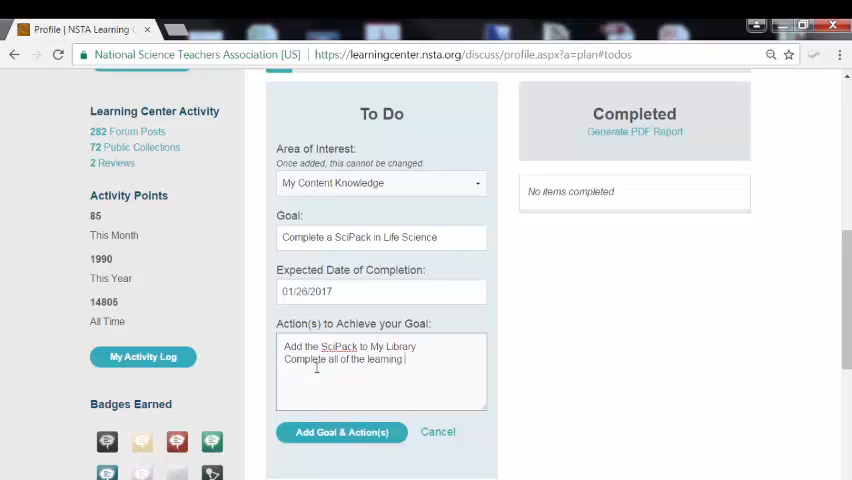 Profile | NSTA Learning C
National Science Teachers Association [US]
https://learningcenter.nsta.org/discuss/profile.aspx?a=plan#todos
Learning Center Activity
282 Forum Posts
72 Public Collections
2 Reviews
Activity Points
85
This Month
1990
This Year
14805
All Time
My Activity Log
Badges Earned
To Do
Area of Interest:
Once added, this cannot be changed
My Content Knowledge
Goal:
Complete a SciPack in Life Science
Expected Date of Completion:
01/26/2017
Action(s) to Achieve your Goal:
Add the SciPack to My Library
Complete all of the learning
Add Goal & Action(s)
Cancel
Completed
Generate PDF Report
No items completed